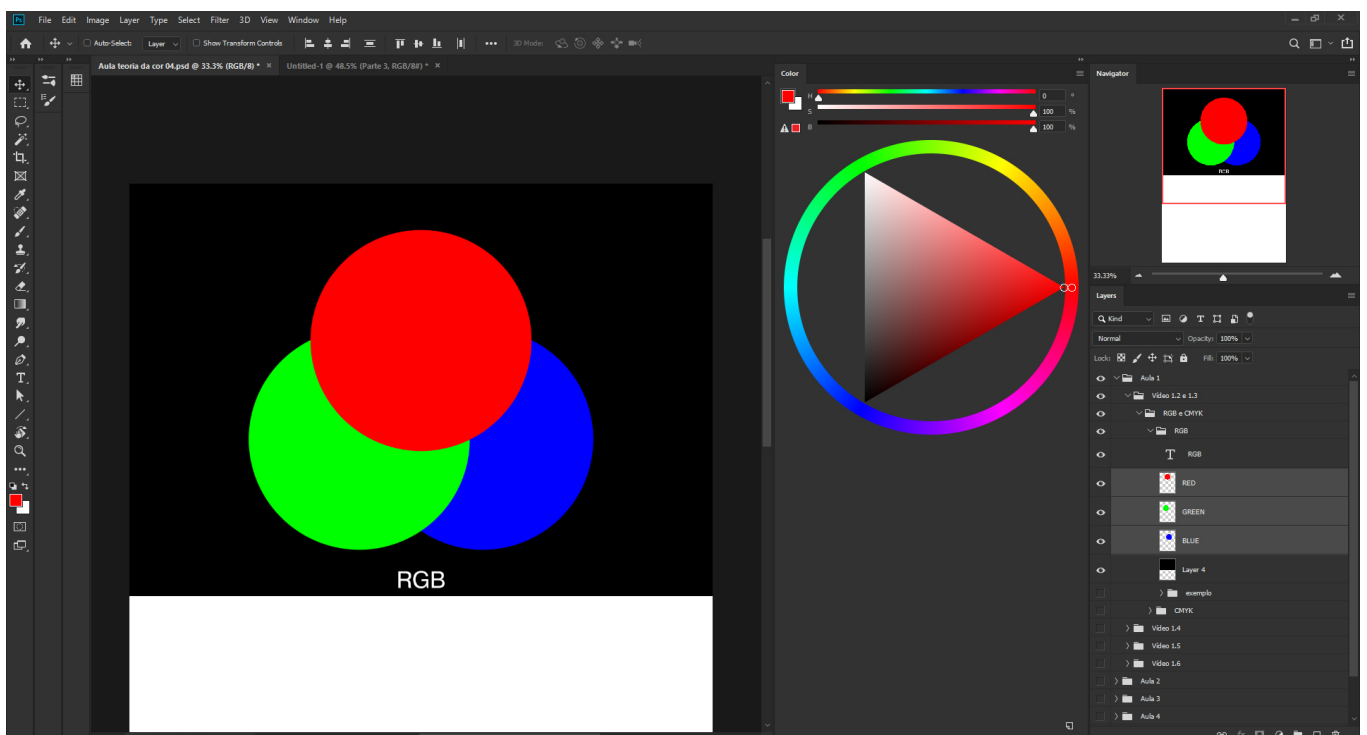 Ps File Edit Image Layer Type Select Filter 3D View Window Help
Auto-Select: Layer Show Transform Controls ••• 3D Mode:
Aula teoria da cor 04.psd @ 33.3% (RGB/8) * × Untitled-1 @ 48.5% (Parte 3, RGB/8#) * ×
Color
H 0 °
S 100 %
B 100 %
RGB
Navigator
RGB
33.33%
Layers
Kind
Normal Opacity: 100%
Lock: Fill: 100%
Aula 1
Vídeo 1.2 e 1.3
RGB e CMYK
RGB
T RGB
RED
GREEN
BLUE
Layer 4
exemplo
CMYK
Vídeo 1.4
Vídeo 1.5
Vídeo 1.6
Aula 2
Aula 3
Aula 4
fx